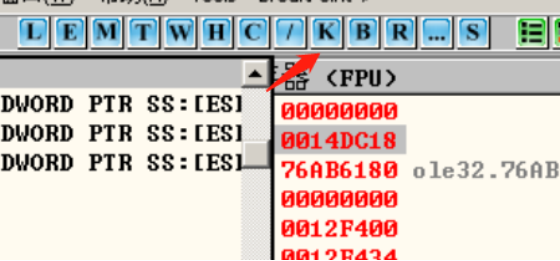 L E M T W H C / K B R ... S
器 (FPU)
DWORD PTR SS:[ES
DWORD PTR SS:[ES
DWORD PTR SS:[ES
00000000
0014DC18
76AB6180 ole32.76AB
00000000
0012F400
0012F434